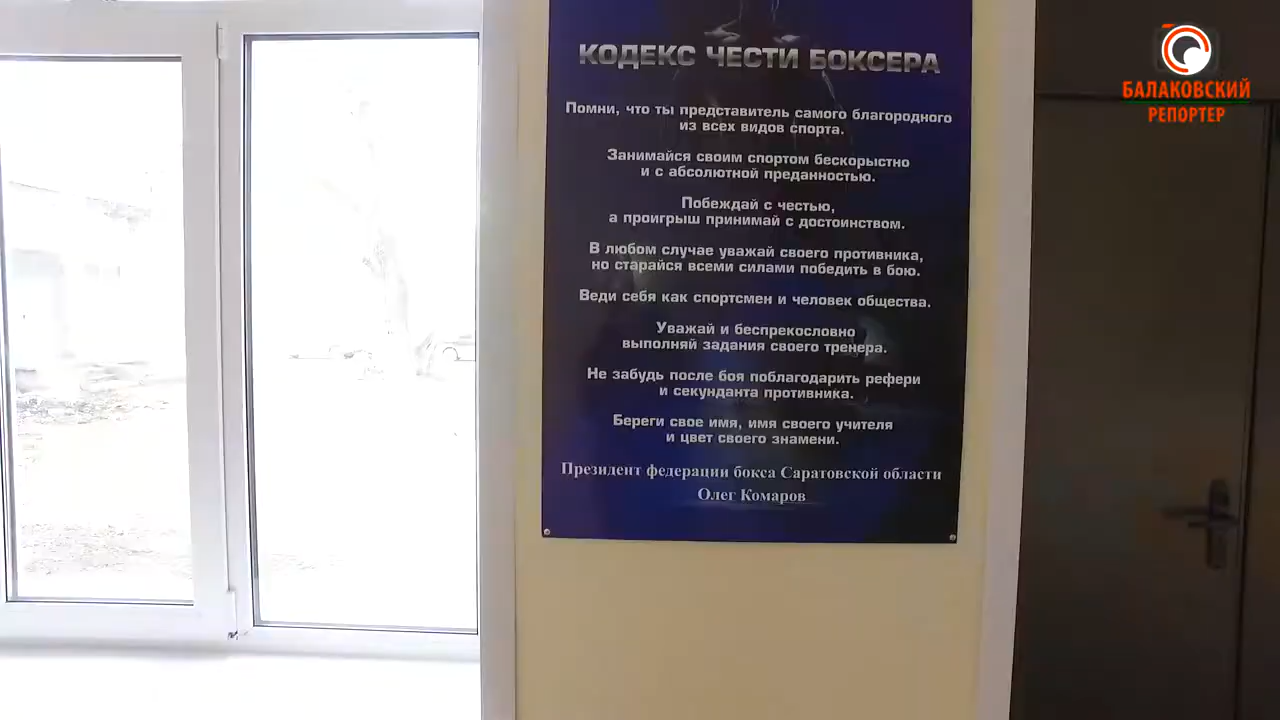 КОДЕКС ЧЕСТИ БОКСЕРА
Помни, что ты представитель самого благородного
из всех видов спорта.
Занимайся своим спортом бескорыстно
и с абсолютной преданностью.
Побеждай с честью,
а проигрыш принимай с достоинством.
В любом случае уважай своего противника,
но старайся всеми силами победить в бою.
Веди себя как спортсмен и человек общества.
Уважай и беспрекословно
выполняй задания своего тренера.
Не забудь после боя поблагодарить рефери
и секунданта противника.
Береги свое имя, имя своего учителя
и цвет своего знамени.
Президент федерации бокса Саратовской области
Олег Комаров
БАЛАКОВСКИЙ
РЕПОРТЕР